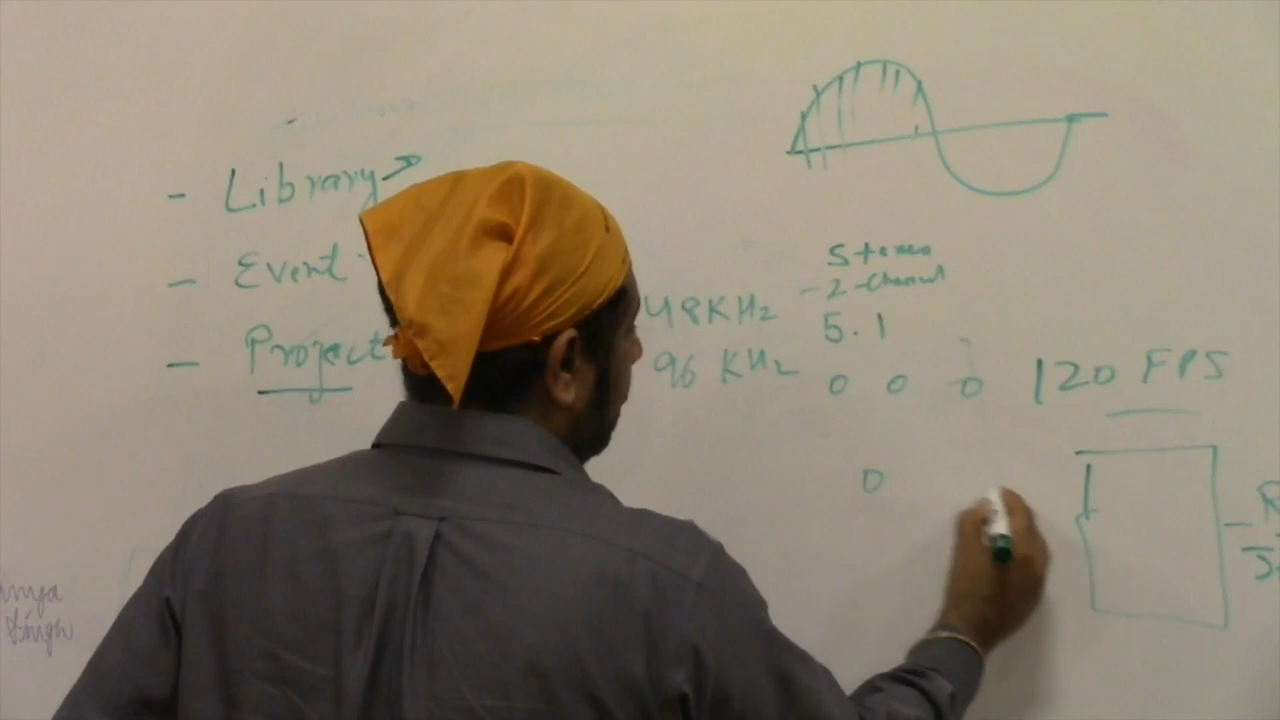 - Library
- Event
- Project
48KHz
96 KHz
Stereo
- 2-Channel
5.1
120 FPS